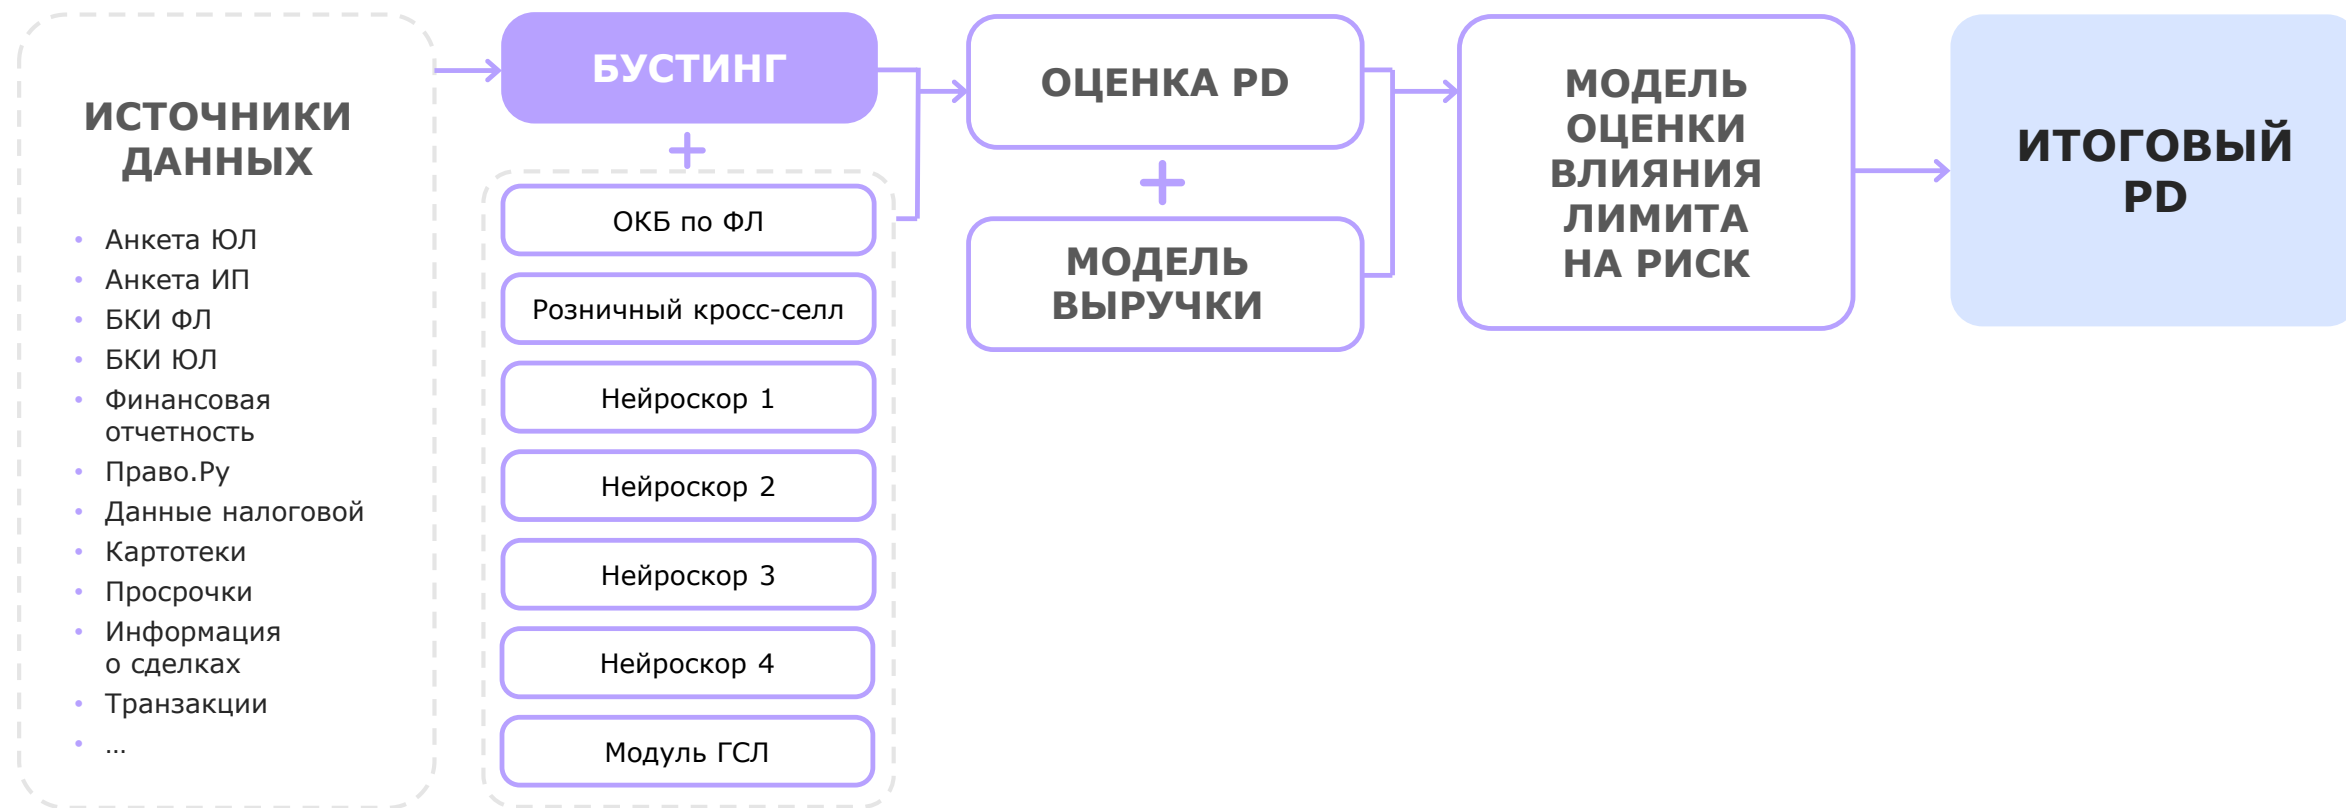 ИСТОЧНИКИ
ДАННЫХ
• Анкета ЮЛ
• Анкета ИП
• БКИ ФЛ
• БКИ ЮЛ
• Финансовая
отчетность
• Право.Ру
• Данные налоговой
• Картотеки
• Просрочки
• Информация
о сделках
• Транзакции
• ...
БУСТИНГ
+
ОКБ по ФЛ
Розничный кросс-селл
Нейроскор 1
Нейроскор 2
Нейроскор 3
Нейроскор 4
Модуль ГСЛ
ОЦЕНКА PD
+
МОДЕЛЬ
ВЫРУЧКИ
МОДЕЛЬ
ОЦЕНКИ
ВЛИЯНИЯ
ЛИМИТА
НА РИСК
ИТОГОВЫЙ
PD